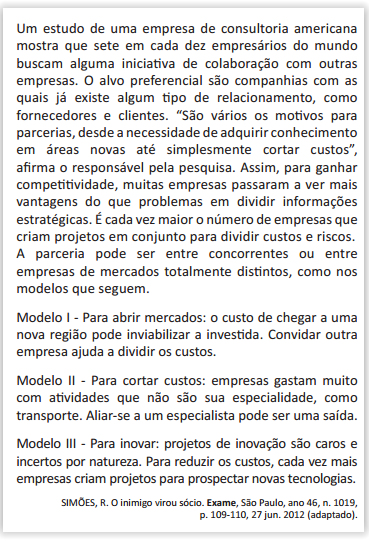 Um estudo de uma empresa de consultoria americana
mostra que sete em cada dez empresários do mundo
buscam alguma iniciativa de colaboração com outras
empresas. O alvo preferencial são companhias com as
quais já existe algum tipo de relacionamento, como
fornecedores e clientes. “São vários os motivos para
parcerias, desde a necessidade de adquirir conhecimento
em áreas novas até simplesmente cortar custos”,
afirma o responsável pela pesquisa. Assim, para ganhar
competitividade, muitas empresas passaram a ver mais
vantagens do que problemas em dividir informações
estratégicas. É cada vez maior o número de empresas que
criam projetos em conjunto para dividir custos e riscos.
A parceria pode ser entre concorrentes ou entre
empresas de mercados totalmente distintos, como nos
modelos que seguem.
Modelo I - Para abrir mercados: o custo de chegar a uma
nova região pode inviabilizar a investida. Convidar outra
empresa ajuda a dividir os custos.
Modelo II - Para cortar custos: empresas gastam muito
com atividades que não são sua especialidade, como
transporte. Aliar-se a um especialista pode ser uma saída.
Modelo III - Para inovar: projetos de inovação são caros e
incertos por natureza. Para reduzir os custos, cada vez mais
empresas criam projetos para prospectar novas tecnologias.
SIMÕES, R. O inimigo virou sócio. Exame, São Paulo, ano 46, n. 1019,
p. 109-110, 27 jun. 2012 (adaptado).